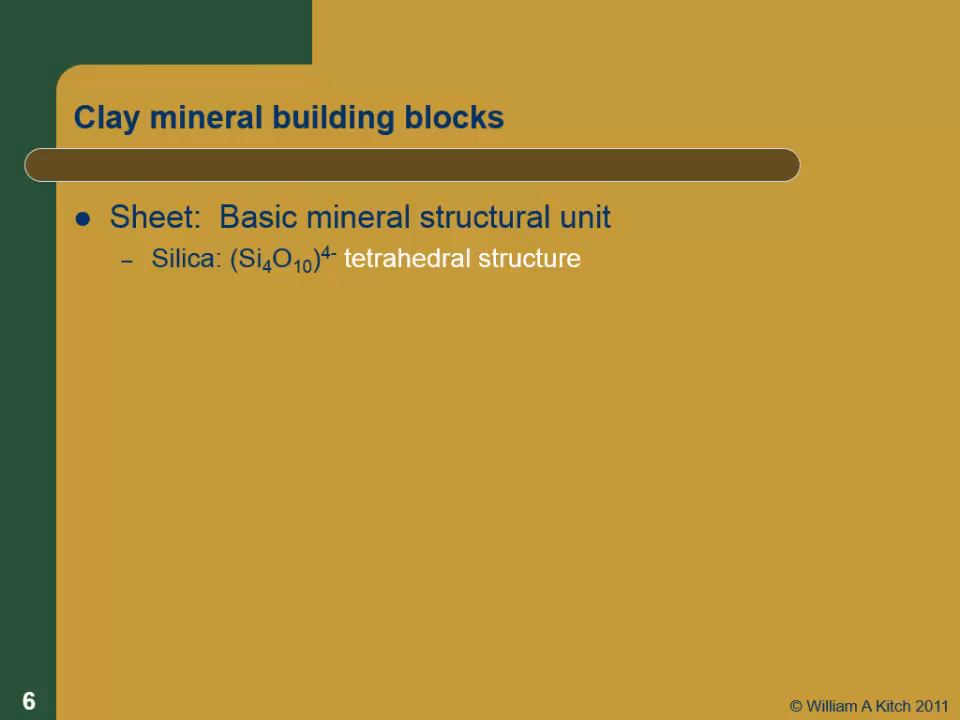 Clay mineral building blocks
● Sheet: Basic mineral structural unit
– Silica: (Si₄O₁₀)⁴⁻ tetrahedral structure
6
© William A Kitch 2011